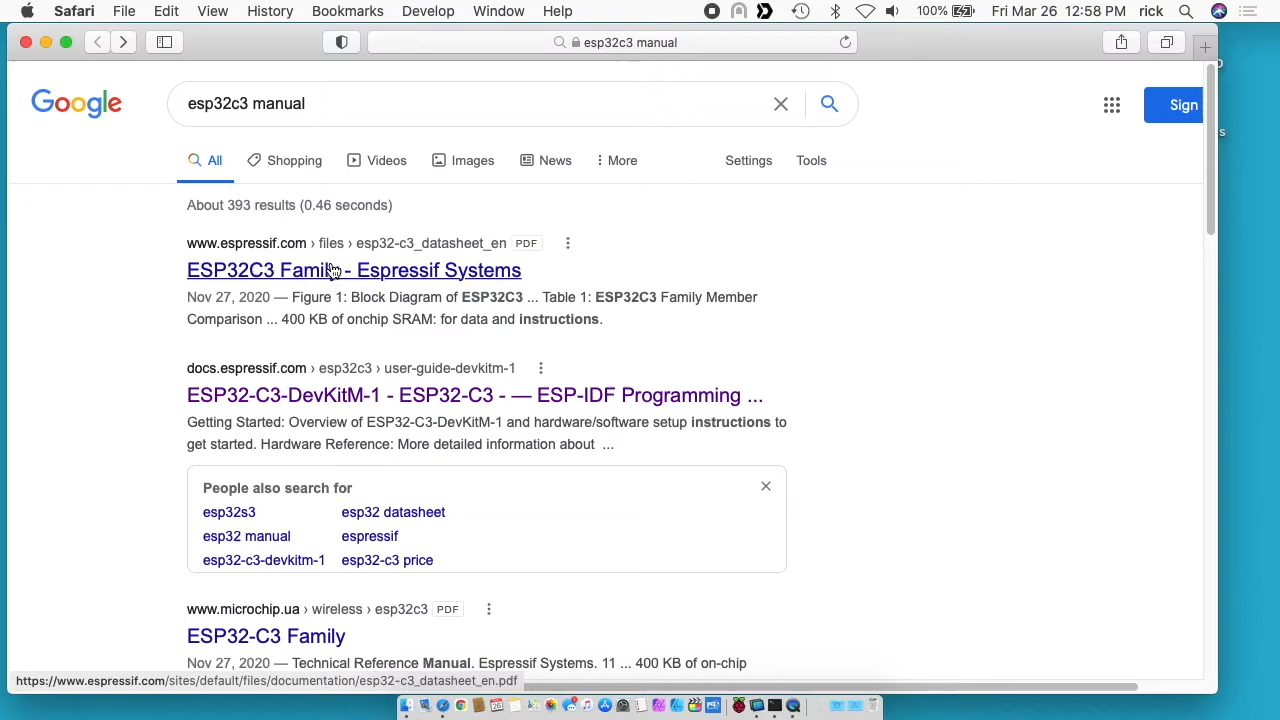 Safari File Edit View History Bookmarks Develop Window Help 100% Fri Mar 26 12:58 PM rick
esp32c3 manual
Google esp32c3 manual Sign
All Shopping Videos Images News More Settings Tools
About 393 results (0.46 seconds)
www.espressif.com › files › esp32-c3_datasheet_en PDF
ESP32C3 Family - Espressif Systems
Nov 27, 2020 — Figure 1: Block Diagram of ESP32C3 ... Table 1: ESP32C3 Family Member
Comparison ... 400 KB of onchip SRAM: for data and instructions.
docs.espressif.com › esp32c3 › user-guide-devkitm-1
ESP32-C3-DevKitM-1 - ESP32-C3 - — ESP-IDF Programming ...
Getting Started: Overview of ESP32-C3-DevKitM-1 and hardware/software setup instructions to
get started. Hardware Reference: More detailed information about ...
People also search for
esp32s3 esp32 datasheet
esp32 manual espressif
esp32-c3-devkitm-1 esp32-c3 price
www.microchip.ua › wireless › esp32c3 PDF
ESP32-C3 Family
Nov 27, 2020 — Technical Reference Manual. Espressif Systems. 11 ... 400 KB of on-chip
https://www.espressif.com/sites/default/files/documentation/esp32-c3_datasheet_en.pdf